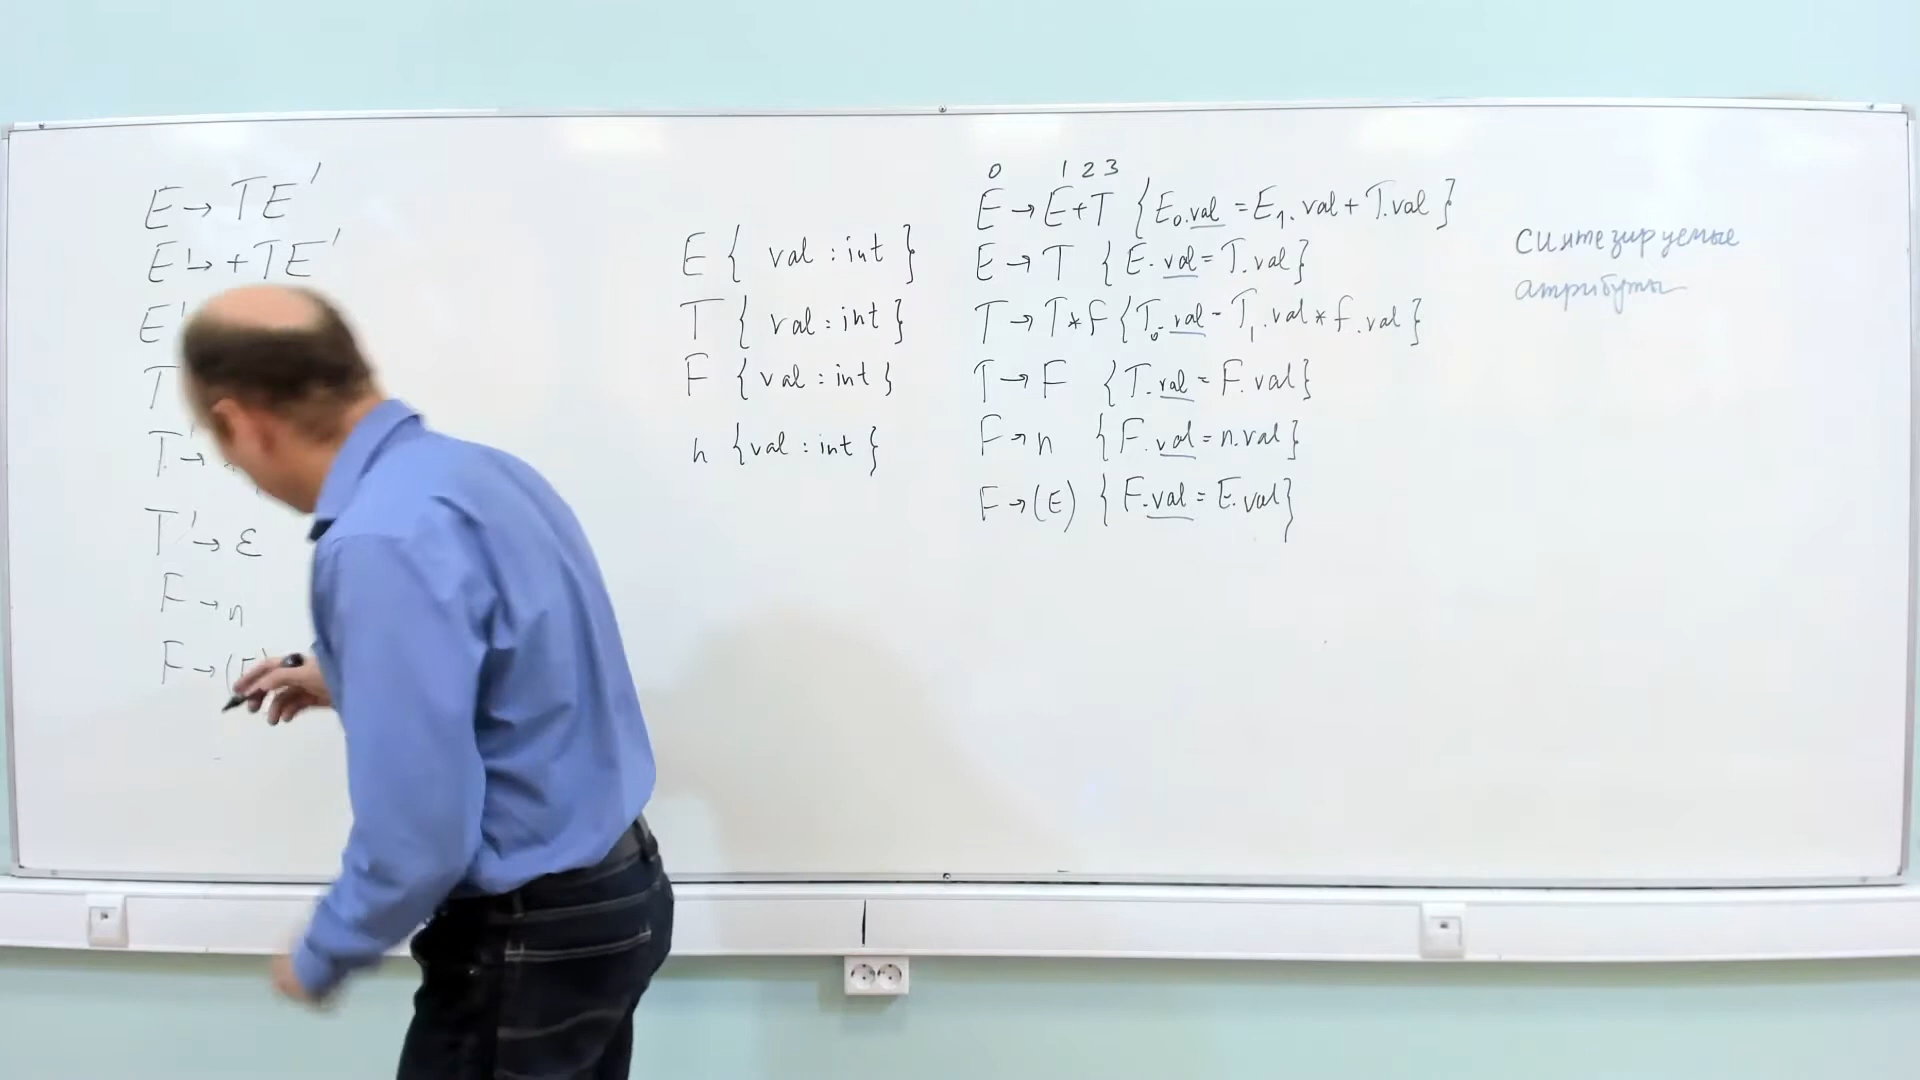 E → TE'
E' → +TE'
E'
T
T' →
T' → ε
F → n
F → (E)
E { val : int }
T { val : int }
F { val : int }
n { val : int }
0 1 2 3
E → E+T { E₀.val = E₁.val + T.val }
E → T { E.val = T.val }
T → T*F { T₀.val = T₁.val * F.val }
T → F { T.val = F.val }
F → n { F.val = n.val }
F → (E) { F.val = E.val }
синтезируемые
атрибуты